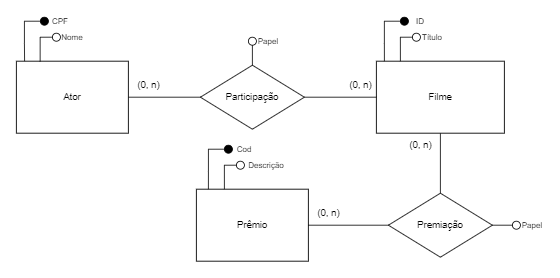 CPF
Nome
Ator
(0, n)
Papel
Participação
(0, n)
ID
Título
Filme
(0, n)
Cod
Descrição
Prêmio
(0, n)
Premiação
Papel